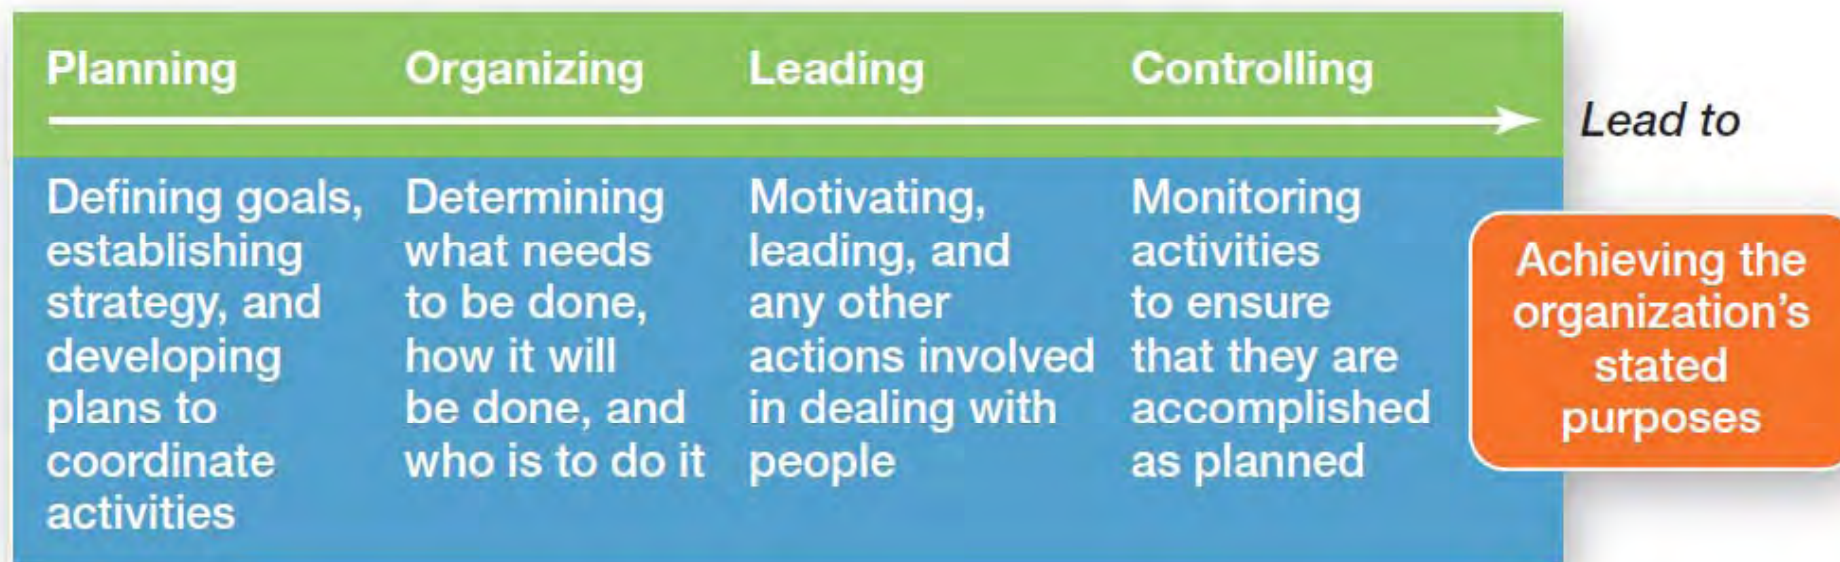 Planning
Organizing
Leading
Controlling
Lead to
Defining goals,
establishing
strategy, and
developing
plans to
coordinate
activities
Determining
what needs
to be done,
how it will
be done, and
who is to do it
Motivating,
leading, and
any other
actions involved
in dealing with
people
Monitoring
activities
to ensure
that they are
accomplished
as planned
Achieving the
organization’s
stated
purposes